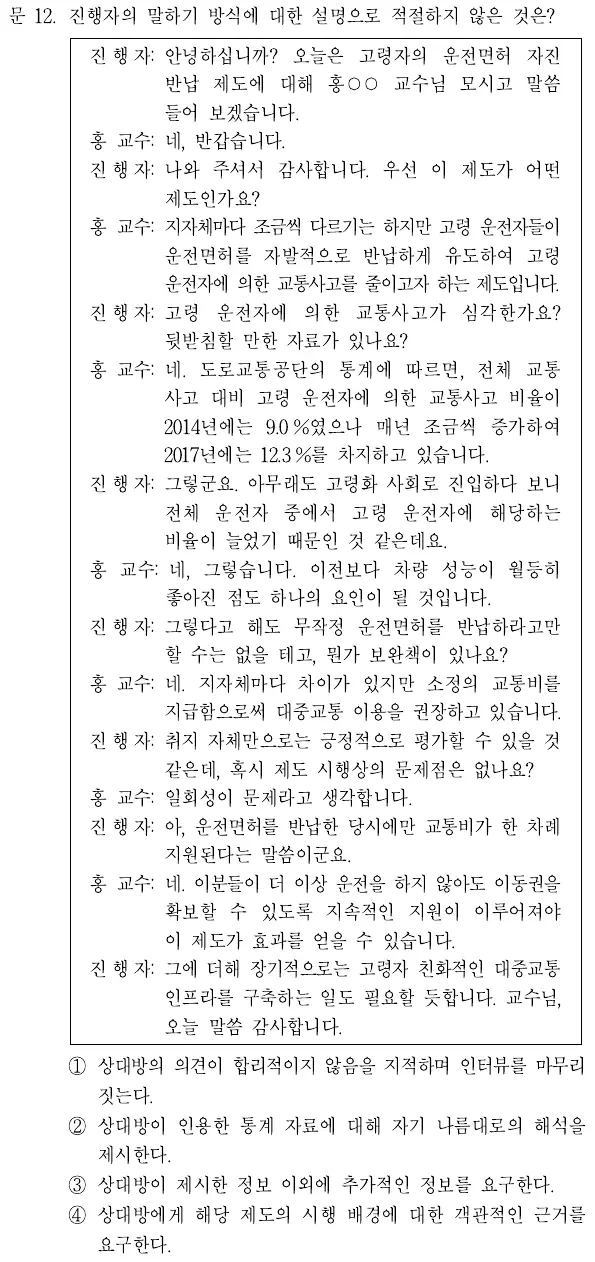 문 12. 진행자의 말하기 방식에 대한 설명으로 적절하지 않은 것은?
진 행 자: 안녕하십니까? 오늘은 고령자의 운전면허 자진
반납 제도에 대해 홍○○ 교수님 모시고 말씀
들어 보겠습니다.
홍 교수: 네, 반갑습니다.
진 행 자: 나와 주셔서 감사합니다. 우선 이 제도가 어떤
제도인가요?
홍 교수: 지자체마다 조금씩 다르기는 하지만 고령 운전자들이
운전면허를 자발적으로 반납하게 유도하여 고령
운전자에 의한 교통사고를 줄이고자 하는 제도입니다.
진 행 자: 고령 운전자에 의한 교통사고가 심각한가요?
뒷받침할 만한 자료가 있나요?
홍 교수: 네. 도로교통공단의 통계에 따르면, 전체 교통
사고 대비 고령 운전자에 의한 교통사고 비율이
2014년에는 9.0 %였으나 매년 조금씩 증가하여
2017년에는 12.3 %를 차지하고 있습니다.
진 행 자: 그렇군요. 아무래도 고령화 사회로 진입하다 보니
전체 운전자 중에서 고령 운전자에 해당하는
비율이 늘었기 때문인 것 같은데요.
홍 교수: 네, 그렇습니다. 이전보다 차량 성능이 월등히
좋아진 점도 하나의 요인이 될 것입니다.
진 행 자: 그렇다고 해도 무작정 운전면허를 반납하라고만
할 수는 없을 테고, 뭔가 보완책이 있나요?
홍 교수: 네. 지자체마다 차이가 있지만 소정의 교통비를
지급함으로써 대중교통 이용을 권장하고 있습니다.
진 행 자: 취지 자체만으로는 긍정적으로 평가할 수 있을 것
같은데, 혹시 제도 시행상의 문제점은 없나요?
홍 교수: 일회성이 문제라고 생각합니다.
진 행 자: 아, 운전면허를 반납한 당시에만 교통비가 한 차례
지원된다는 말씀이군요.
홍 교수: 네. 이분들이 더 이상 운전을 하지 않아도 이동권을
확보할 수 있도록 지속적인 지원이 이루어져야
이 제도가 효과를 얻을 수 있습니다.
진 행 자: 그에 더해 장기적으로는 고령자 친화적인 대중교통
인프라를 구축하는 일도 필요할 듯합니다. 교수님,
오늘 말씀 감사합니다.
① 상대방의 의견이 합리적이지 않음을 지적하며 인터뷰를 마무리
짓는다.
② 상대방이 인용한 통계 자료에 대해 자기 나름대로의 해석을
제시한다.
③ 상대방이 제시한 정보 이외에 추가적인 정보를 요구한다.
④ 상대방에게 해당 제도의 시행 배경에 대한 객관적인 근거를
요구한다.